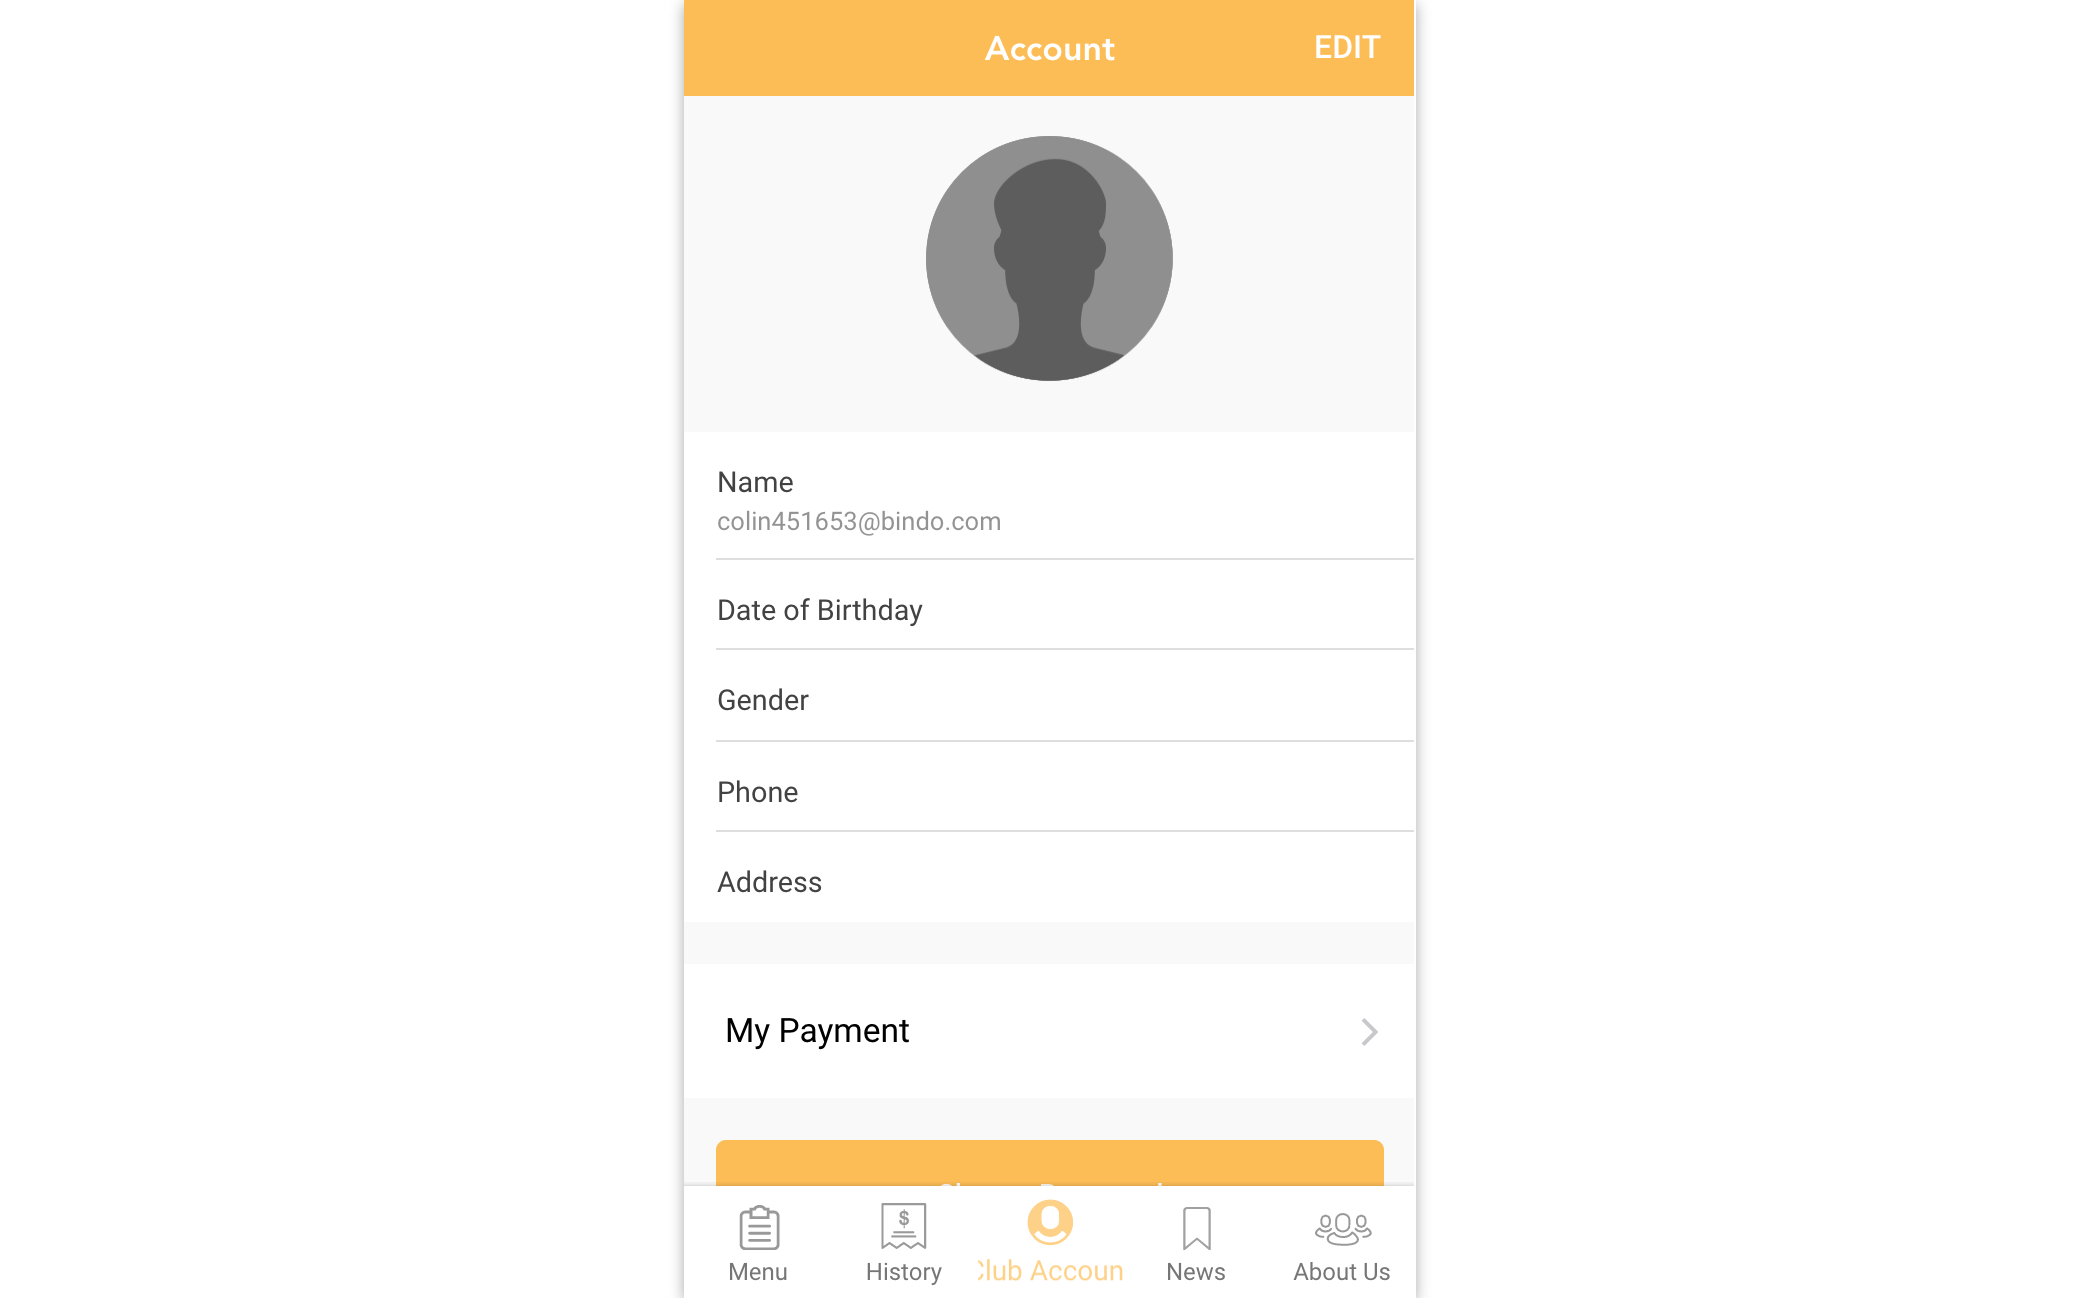 Account
EDIT
Name
colin451653@bindo.com
Date of Birthday
Gender
Phone
Address
My Payment
$
Menu
History
lub Accoun
News
About Us